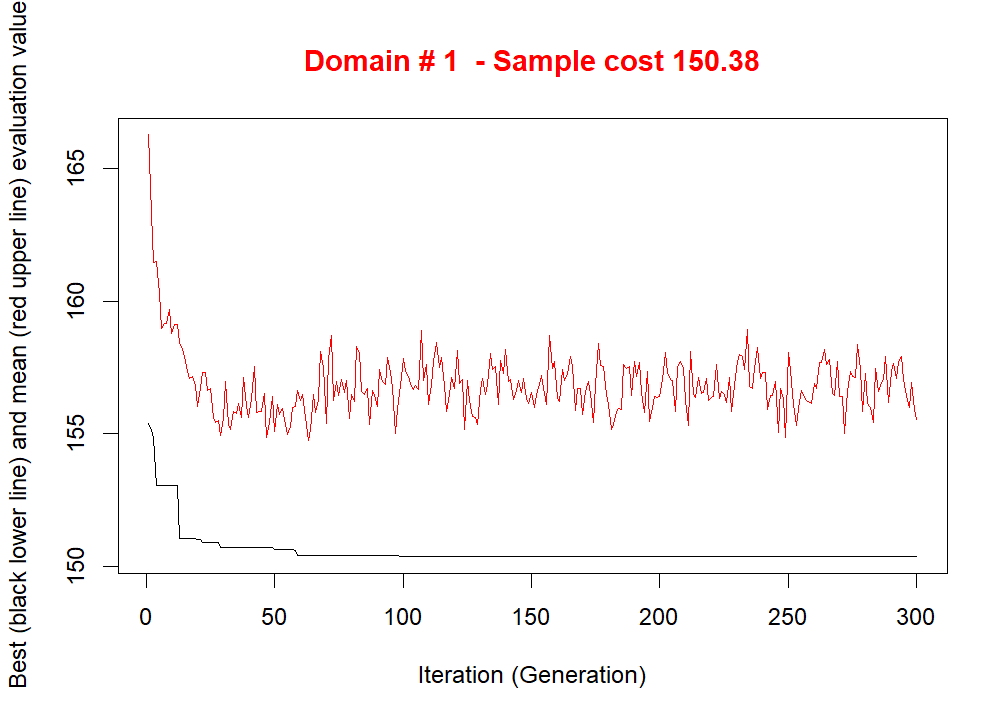 Domain # 1  - Sample cost 150.38
Best (black lower line) and mean (red upper line) evaluation value
165
160
155
150
0 50 100 150 200 250 300
Iteration (Generation)